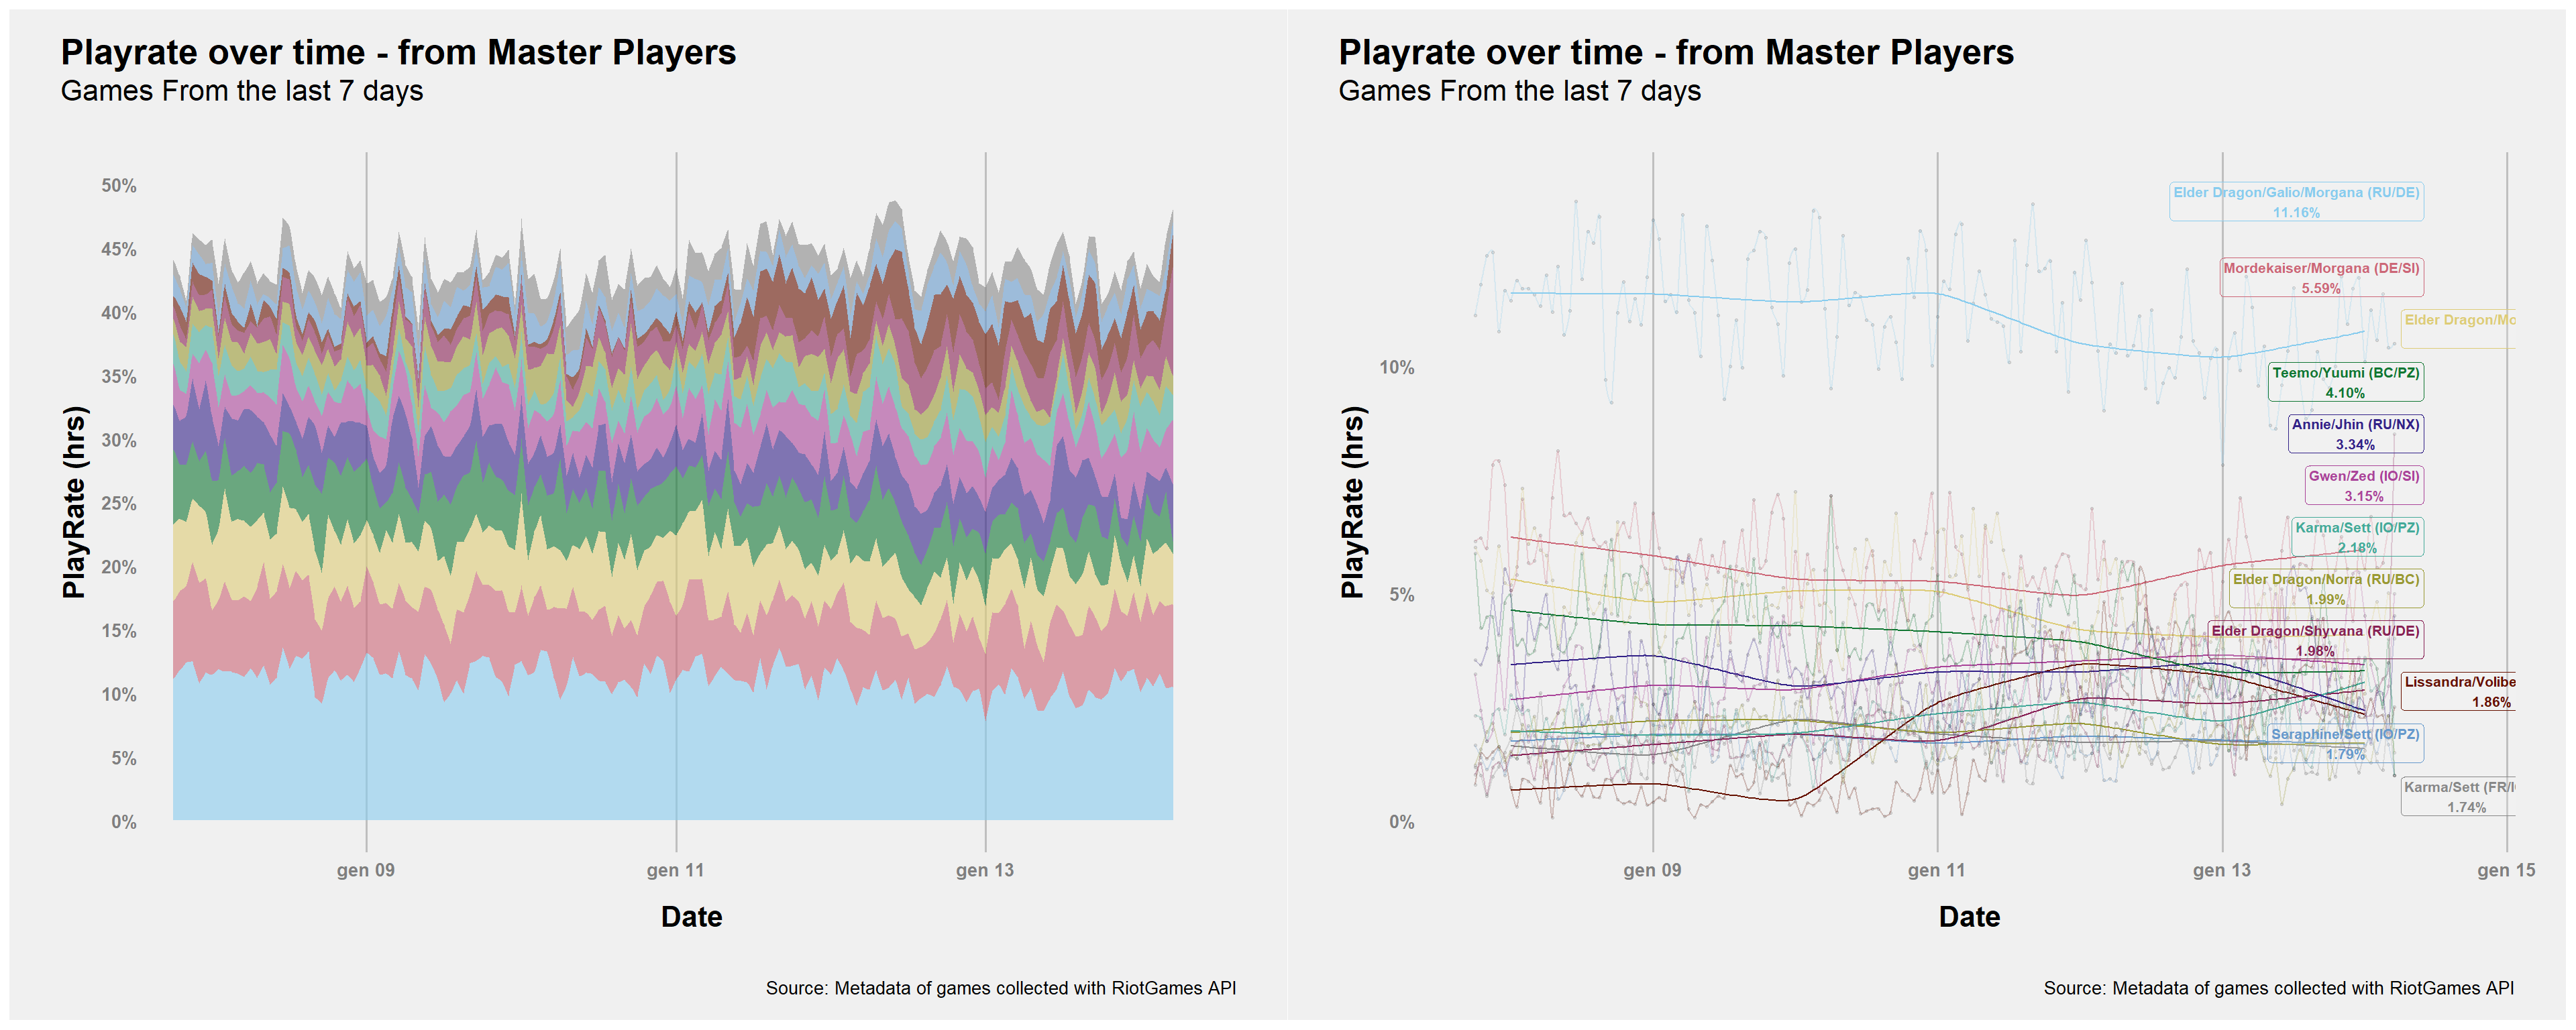 Playrate over time - from Master Players
Games From the last 7 days
PlayRate (hrs)
50%
45%
40%
35%
30%
25%
20%
15%
10%
5%
0%
gen 09
gen 11
gen 13
Date
Source: Metadata of games collected with RiotGames API
Playrate over time - from Master Players
Games From the last 7 days
PlayRate (hrs)
10%
5%
0%
Elder Dragon/Galio/Morgana (RU/DE)
11.16%
Mordekaiser/Morgana (DE/SI)
5.59%
Elder Dragon/Mo
Teemo/Yuumi (BC/PZ)
4.10%
Annie/Jhin (RU/NX)
3.34%
Gwen/Zed (IO/SI)
3.15%
Karma/Sett (IO/PZ)
2.18%
Elder Dragon/Norra (RU/BC)
1.99%
Elder Dragon/Shyvana (RU/DE)
1.98%
Lissandra/Volibe
1.86%
Seraphine/Sett (IO/PZ)
1.79%
Karma/Sett (FR/I
1.74%
gen 09
gen 11
gen 13
gen 15
Date
Source: Metadata of games collected with RiotGames API